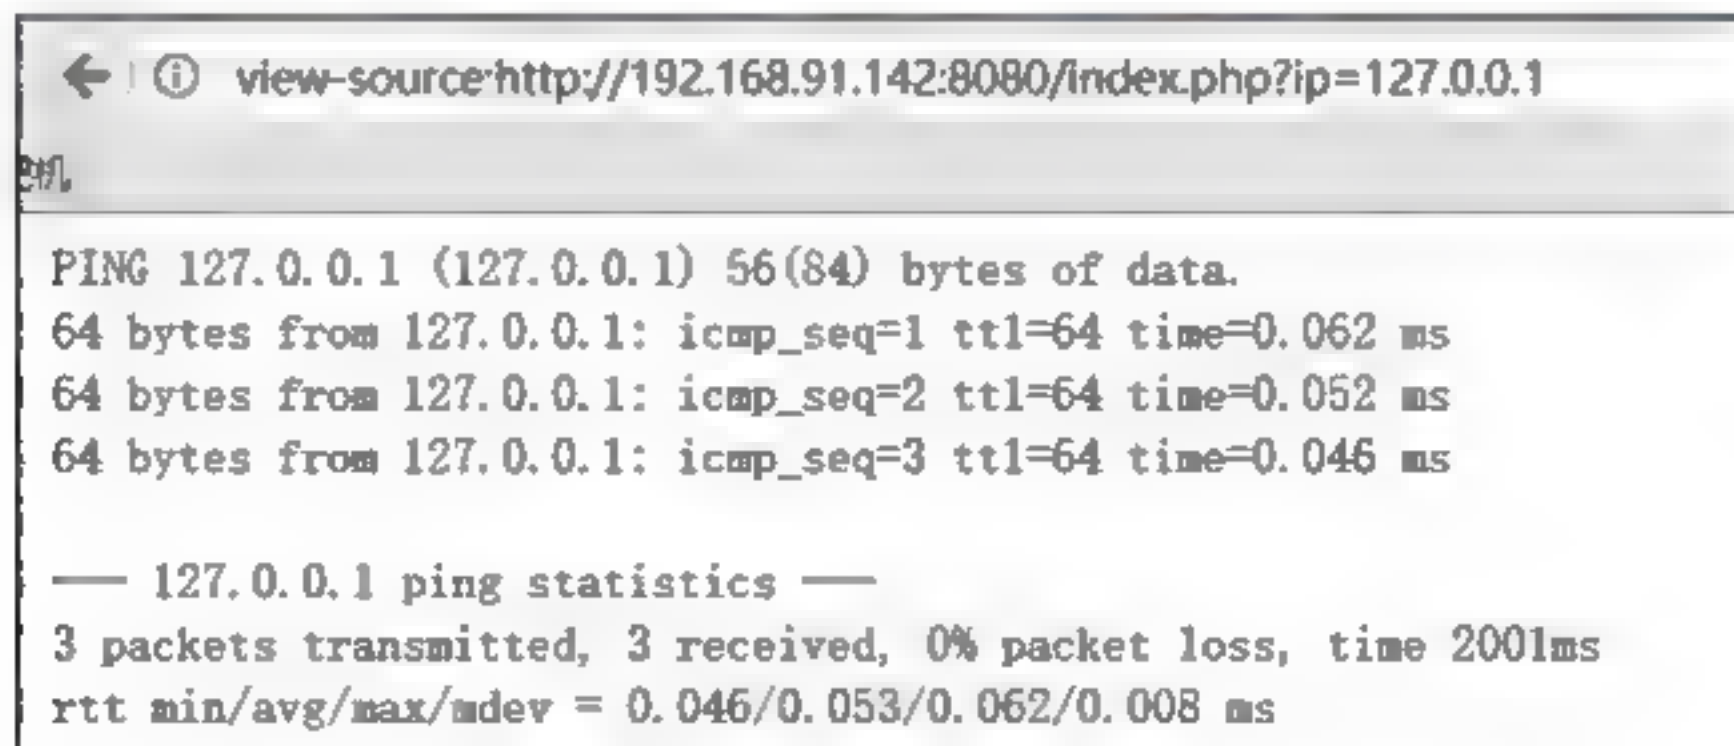 view-source:http://192.168.91.142:8080/index.php?ip=127.0.0.1
PING 127.0.0.1 (127.0.0.1) 56(84) bytes of data.
64 bytes from 127.0.0.1: icmp_seq=1 ttl=64 time=0.062 ms
64 bytes from 127.0.0.1: icmp_seq=2 ttl=64 time=0.052 ms
64 bytes from 127.0.0.1: icmp_seq=3 ttl=64 time=0.046 ms
--- 127.0.0.1 ping statistics ---
3 packets transmitted, 3 received, 0% packet loss, time 2001ms
rtt min/avg/max/mdev = 0.046/0.053/0.062/0.008 ms